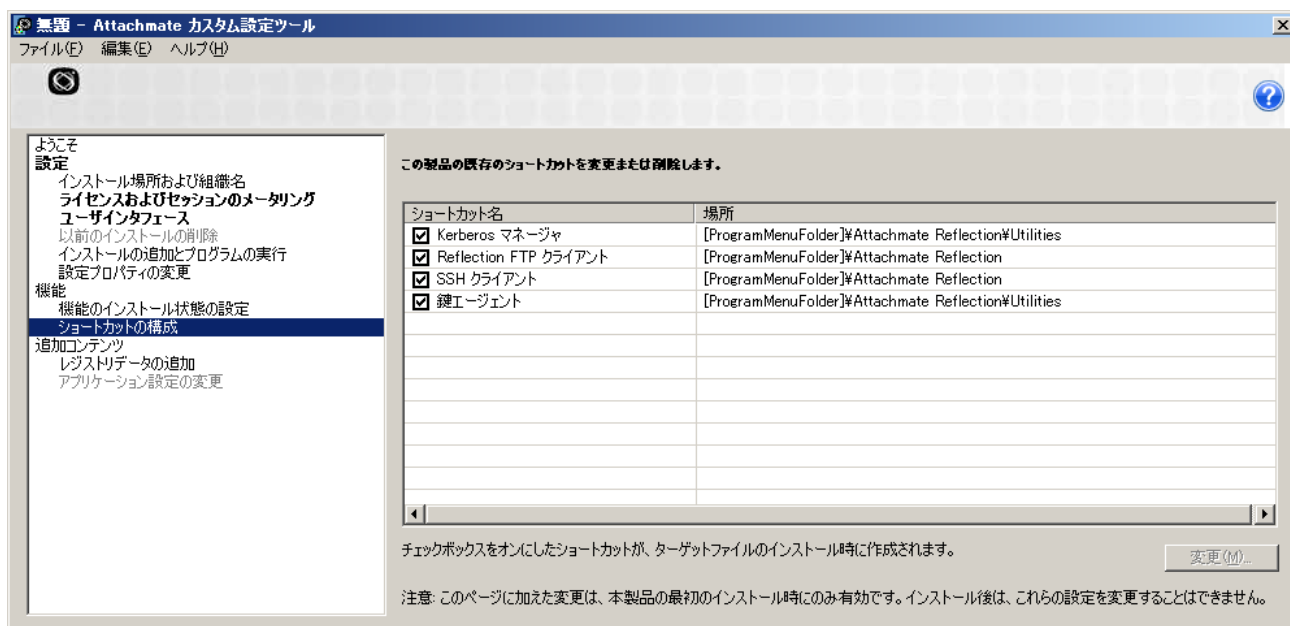 無題 - Attachmate カスタム設定ツール
ファイル(F) 編集(E) ヘルプ(H)
ようこそ
設定
インストール場所および組織名
ライセンスおよびセッションのメータリング
ユーザインタフェース
以前のインストールの削除
インストールの追加とプログラムの実行
設定プロパティの変更
機能
機能のインストール状態の設定
ショートカットの構成
追加コンテンツ
レジストリデータの追加
アプリケーション設定の変更
この製品の既存のショートカットを変更または削除します。
ショートカット名 場所
Kerberos マネージャ [ProgramMenuFolder]¥Attachmate Reflection¥Utilities
Reflection FTP クライアント [ProgramMenuFolder]¥Attachmate Reflection
SSH クライアント [ProgramMenuFolder]¥Attachmate Reflection
鍵エージェント [ProgramMenuFolder]¥Attachmate Reflection¥Utilities
チェックボックスをオンにしたショートカットが、ターゲットファイルのインストール時に作成されます。
変更(M)...
注意: このページに加えた変更は、本製品の最初のインストール時にのみ有効です。インストール後は、これらの設定を変更することはできません。